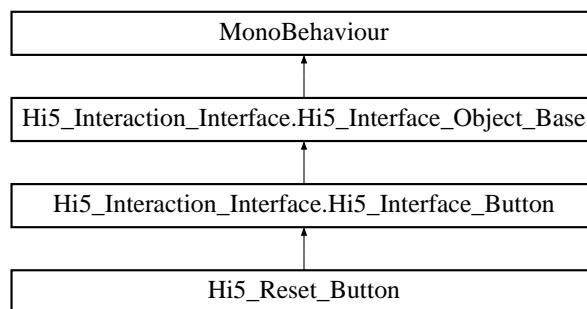 MonoBehaviour
Hi5_Interaction_Interface.Hi5_Interface_Object_Base
Hi5_Interaction_Interface.Hi5_Interface_Button
Hi5_Reset_Button